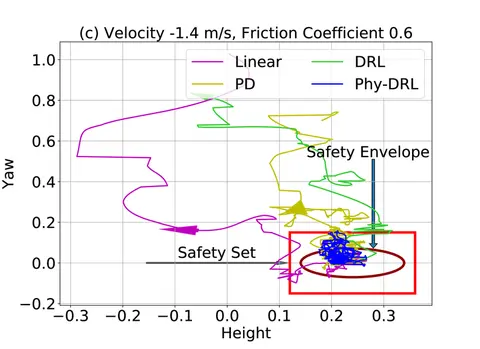 (c) Velocity -1.4 m/s, Friction Coefficient 0.6
Linear
PD
DRL
Phy-DRL
Safety Envelope
Safety Set
Yaw
1.0
0.8
0.6
0.4
0.2
0.0
−0.2
−0.3 −0.2 −0.1 0.0 0.1 0.2 0.3
Height